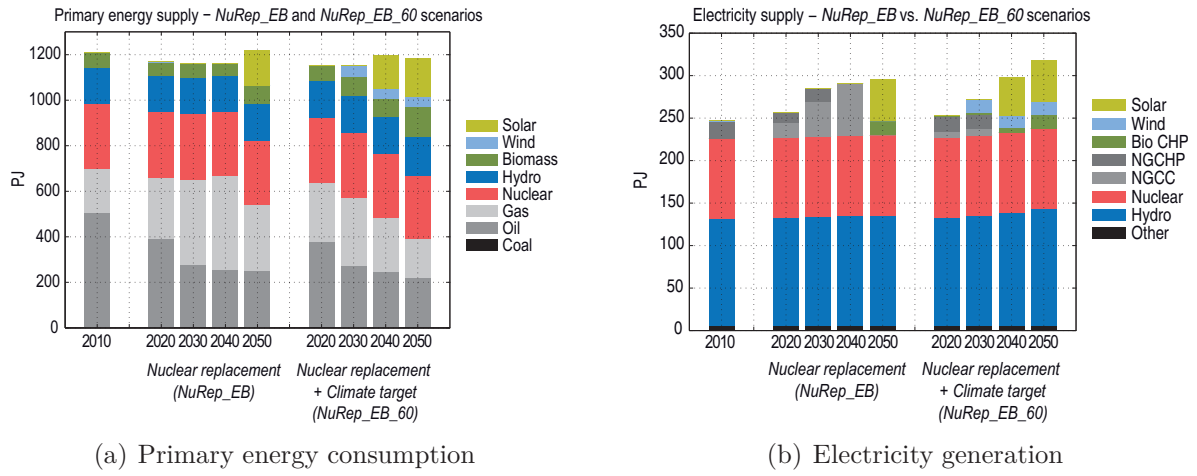 Primary energy supply – NuRep_EB and NuRep_EB_60 scenarios
PJ
1200
1000
800
600
400
200
0
2010
2020 2030 2040 2050
2020 2030 2040 2050
Nuclear replacement
(NuRep_EB)
Nuclear replacement
+ Climate target
(NuRep_EB_60)
Solar
Wind
Biomass
Hydro
Nuclear
Gas
Oil
Coal
(a) Primary energy consumption
Electricity supply – NuRep_EB vs. NuRep_EB_60 scenarios
PJ
350
300
250
200
150
100
50
0
2010
2020 2030 2040 2050
2020 2030 2040 2050
Nuclear replacement
(NuRep_EB)
Nuclear replacement
+ Climate target
(NuRep_EB_60)
Solar
Wind
Bio CHP
NGCHP
NGCC
Nuclear
Hydro
Other
(b) Electricity generation